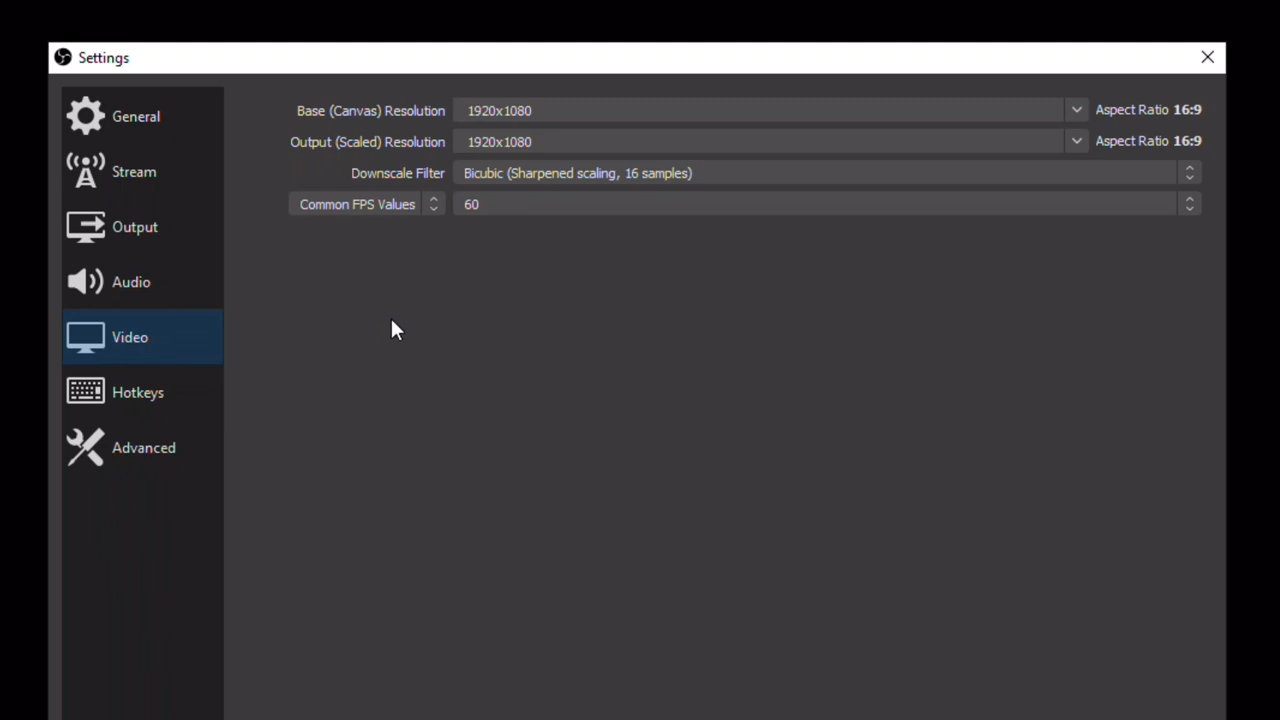 Settings
General
Stream
Output
Audio
Video
Hotkeys
Advanced
Base (Canvas) Resolution 1920x1080 Aspect Ratio 16:9
Output (Scaled) Resolution 1920x1080 Aspect Ratio 16:9
Downscale Filter Bicubic (Sharpened scaling, 16 samples)
Common FPS Values 60